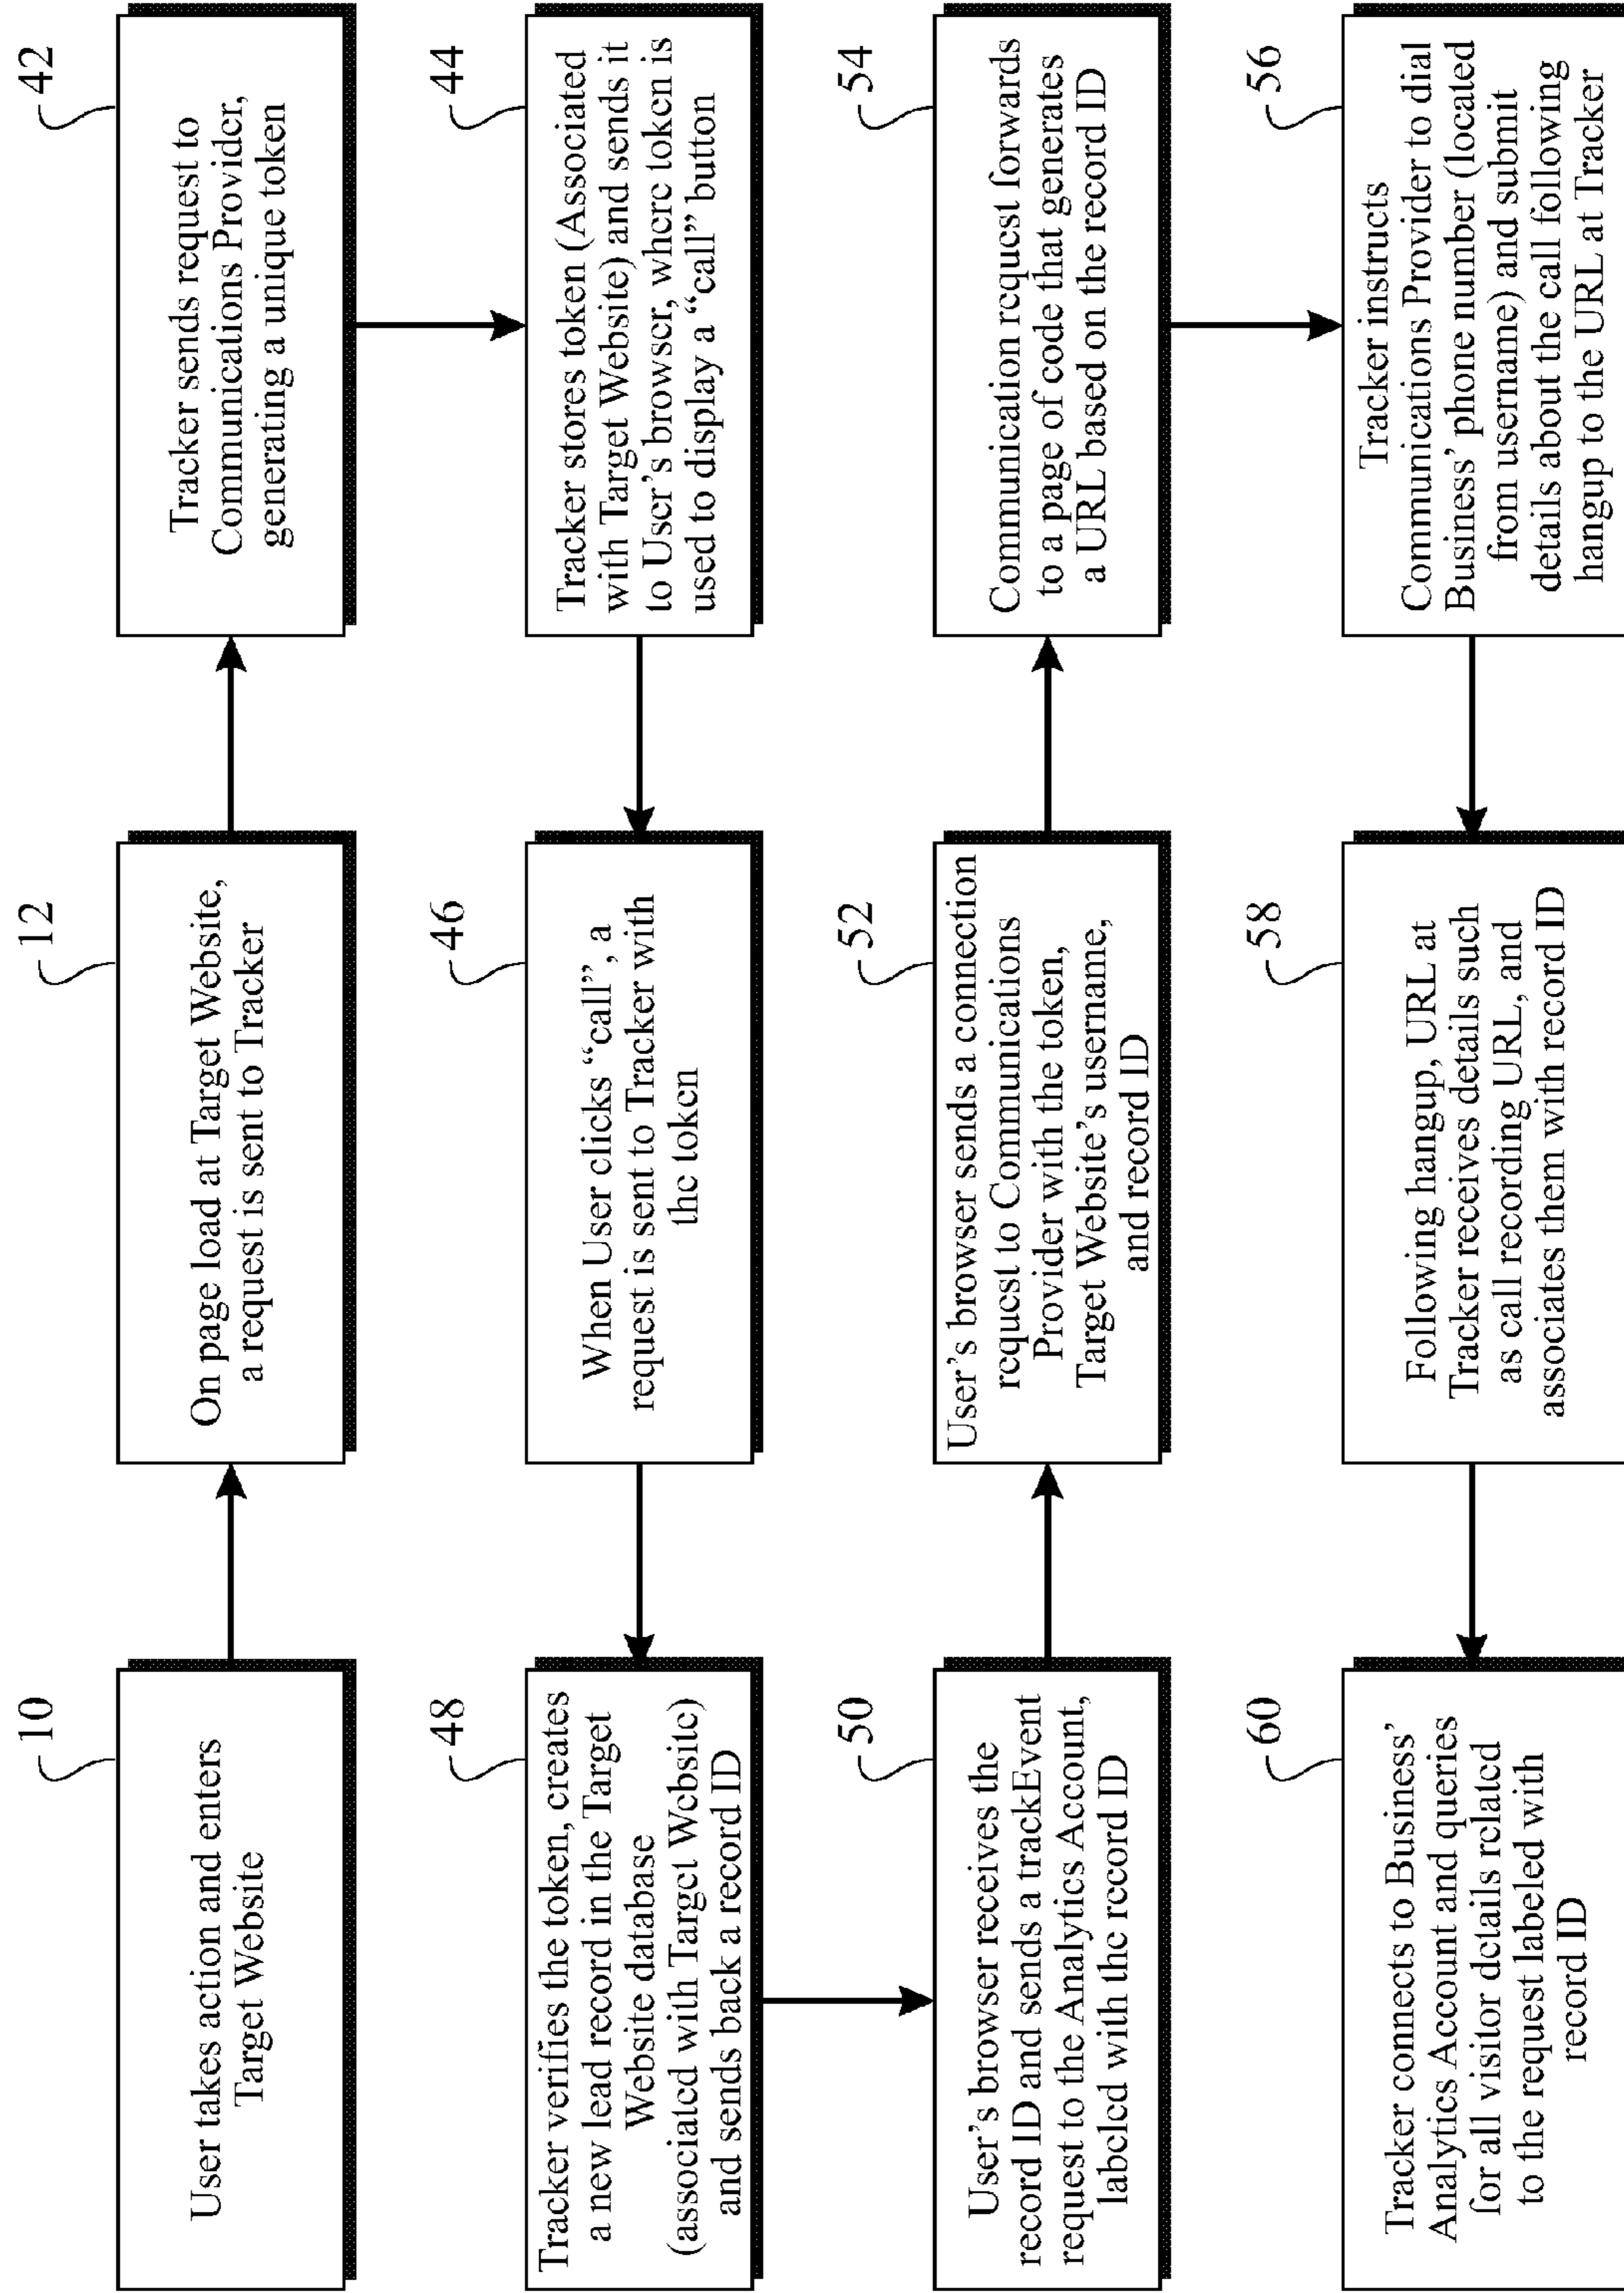 10
User takes action and enters
Target Website
12
On page load at Target Website,
a request is sent to Tracker
42
Tracker sends request to
Communications Provider,
generating a unique token
44
Tracker stores token (Associated
with Target Website) and sends it
to User's browser, where token is
used to display a “call” button
46
When User clicks “call”, a
request is sent to Tracker with
the token
48
Tracker verifies the token, creates
a new lead record in the Target
Website database
(associated with Target Website)
and sends back a record ID
50
User's browser receives the
record ID and sends a trackEvent
request to the Analytics Account,
labeled with the record ID
52
User's browser sends a connection
request to Communications
Provider with the token,
Target Website's username,
and record ID
54
Communication request forwards
to a page of code that generates
a URL based on the record ID
56
Tracker instructs
Communications Provider to dial
Business' phone number (located
from username) and submit
details about the call following
hangup to the URL at Tracker
58
Following hangup, URL at
Tracker receives details such
as call recording URL, and
associates them with record ID
60
Tracker connects to Business'
Analytics Account and queries
for all visitor details related
to the request labeled with
record ID